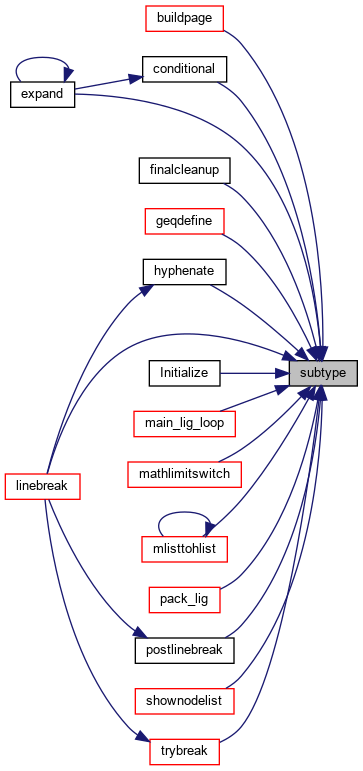 buildpage
conditional
expand
finalcleanup
geqdefine
hyphenate
Initialize
subtype
main_lig_loop
mathlimitswitch
linebreak
mlisttohlist
pack_lig
postlinebreak
shownodelist
trybreak